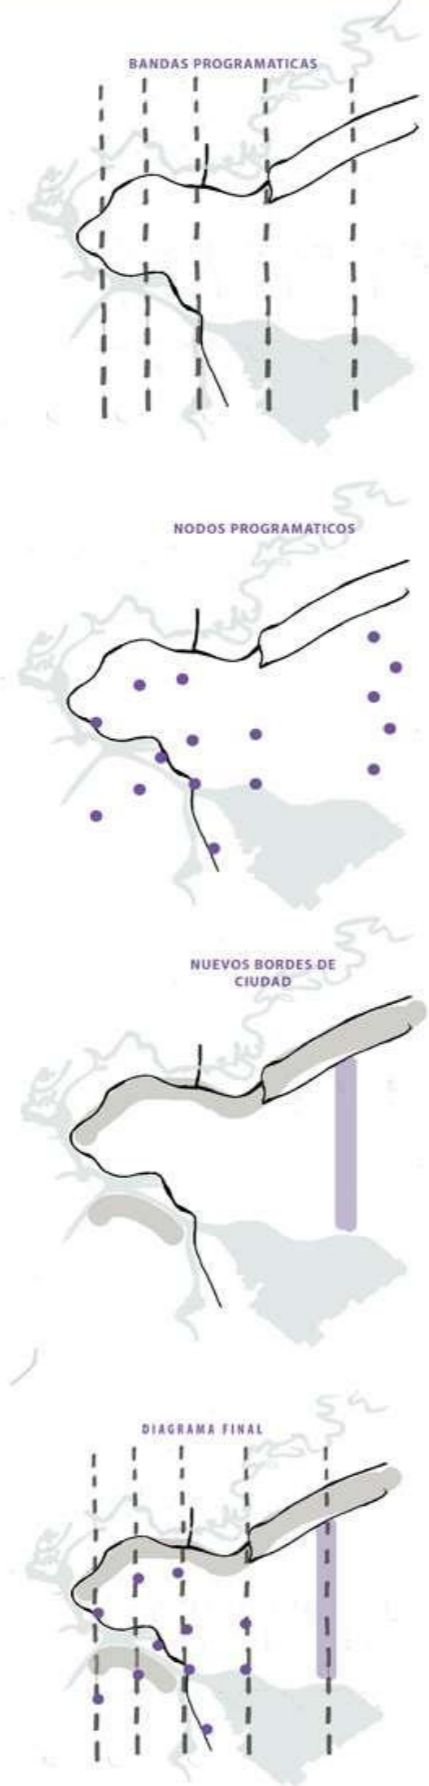 BANDAS PROGRAMATICAS
NODOS PROGRAMATICOS
NUEVOS BORDES DE
CIUDAD
DIAGRAMA FINAL